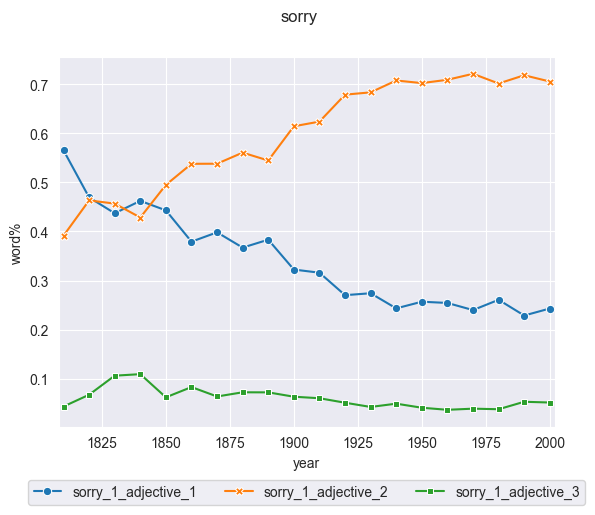 sorry
0.7
0.6
0.5
0.4
0.3
0.2
0.1
word%
1825 1850 1875 1900 1925 1950 1975 2000
year
sorry_1_adjective_1 sorry_1_adjective_2 sorry_1_adjective_3